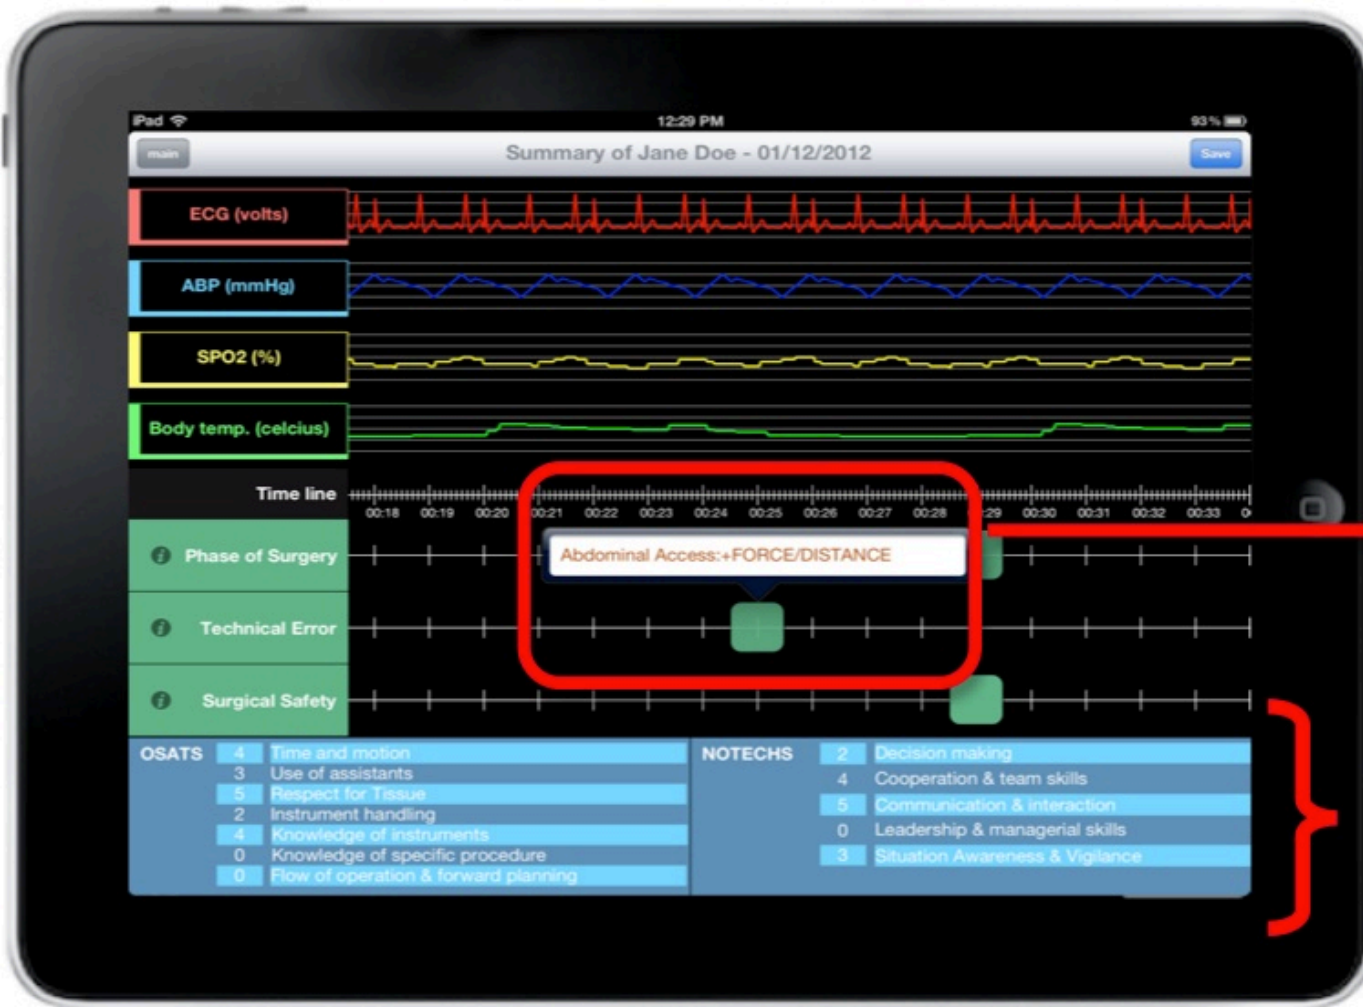 iPad 12:29 PM 93%
main Summary of Jane Doe - 01/12/2012 Save
ECG (volts)
ABP (mmHg)
SPO2 (%)
Body temp. (celcius)
Time line
00:18 00:19 00:20 00:21 00:22 00:23 00:24 00:25 00:26 00:27 00:28 :29 00:30 00:31 00:32 00:33 0
Phase of Surgery
Abdominal Access:+FORCE/DISTANCE
Technical Error
Surgical Safety
OSATS 4 Time and motion
3 Use of assistants
5 Respect for Tissue
2 Instrument handling
4 Knowledge of instruments
0 Knowledge of specific procedure
0 Flow of operation & forward planning
NOTECHS 2 Decision making
4 Cooperation & team skills
5 Communication & interaction
0 Leadership & managerial skills
3 Situation Awareness & Vigilance